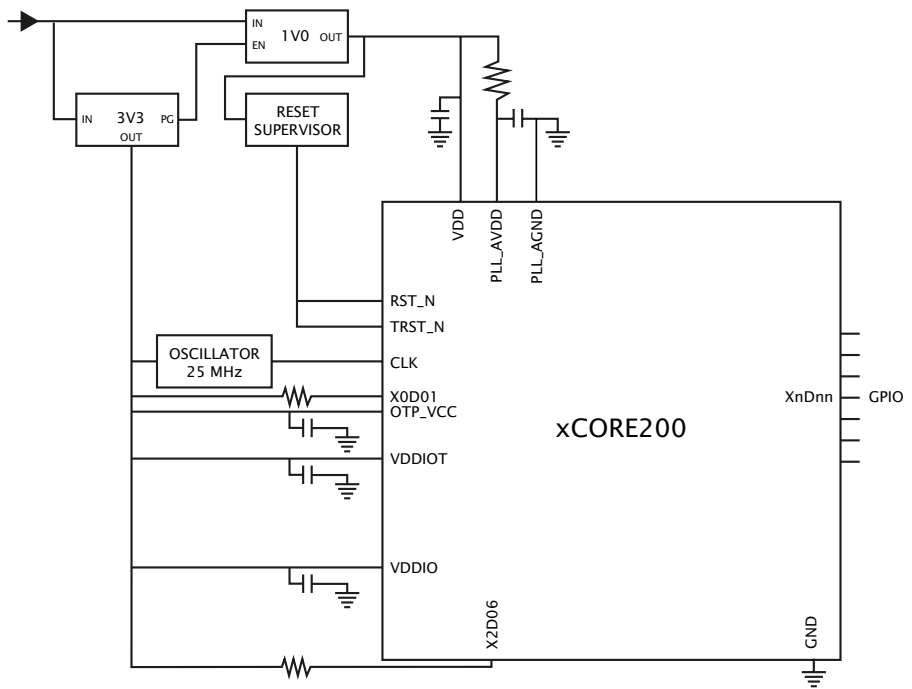 IN
1V0 OUT
EN
IN 3V3 PG
OUT
RESET
SUPERVISOR
VDD
PLL_AVDD
PLL_AGND
RST_N
TRST_N
OSCILLATOR
25 MHz
CLK
X0D01
OTP_VCC
XnDnn GPIO
xCORE200
VDDIOT
VDDIO
X2D06
GND